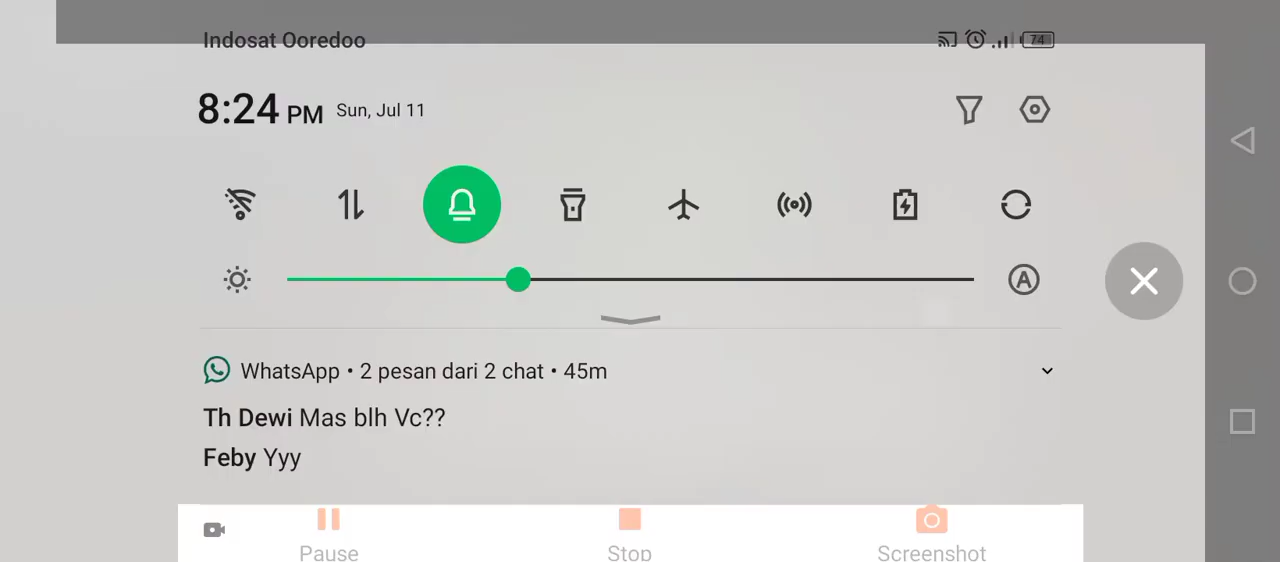 Indosat Ooredoo
74
8:24 PM Sun, Jul 11
A
WhatsApp • 2 pesan dari 2 chat • 45m
Th Dewi Mas blh Vc??
Feby Yyy
Pause Stop Screenshot